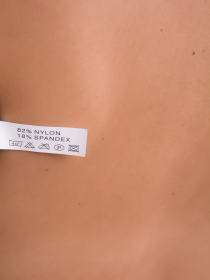 82% NYLON
18% SPANDEX